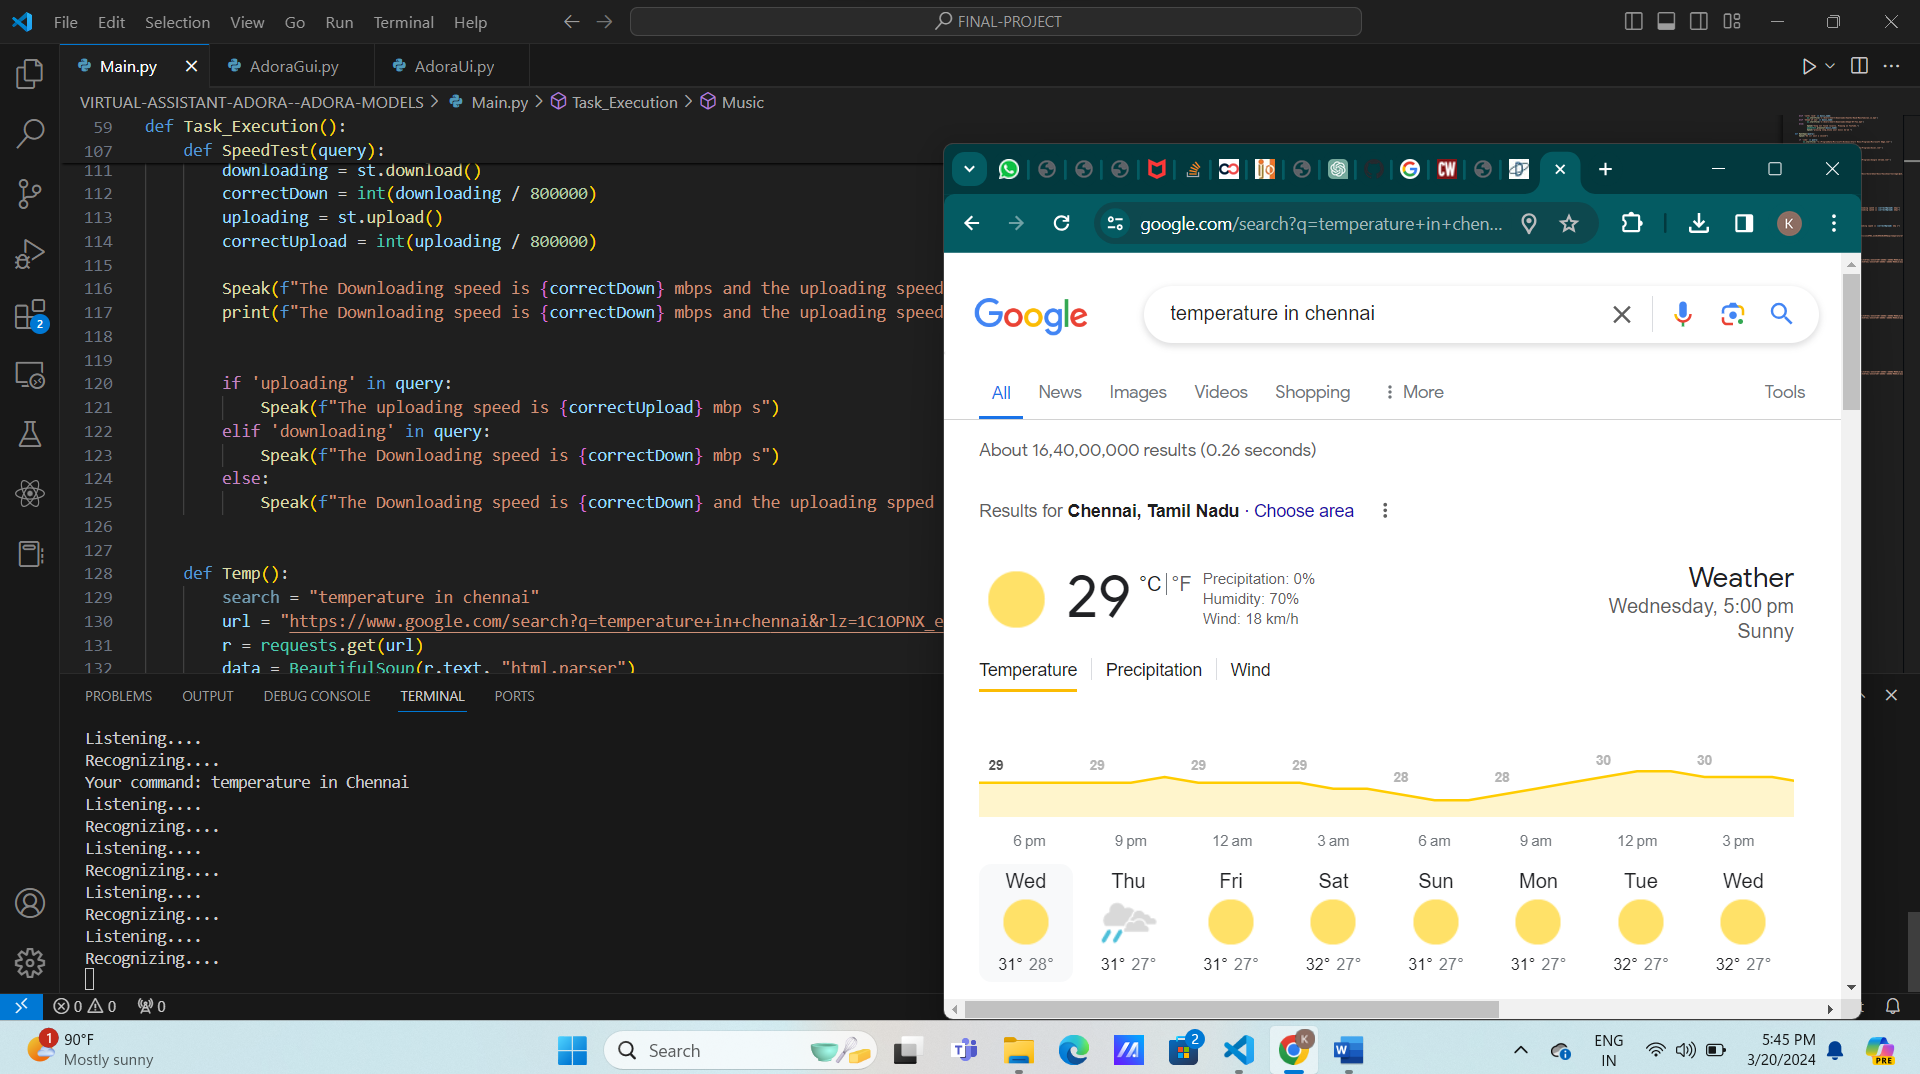 File Edit Selection View Go Run Terminal Help
FINAL-PROJECT
Main.py
AdoraGui.py
AdoraUi.py
VIRTUAL-ASSISTANT-ADORA--ADORA-MODELS > Main.py > Task_Execution > Music
59 def Task_Execution():
107 def SpeedTest(query):
111 downloading = st.download()
112 correctDown = int(downloading / 800000)
113 uploading = st.upload()
114 correctUpload = int(uploading / 800000)
115
116 Speak(f"The Downloading speed is {correctDown} mbps and the uploading speed
117 print(f"The Downloading speed is {correctDown} mbps and the uploading speed
118
119
120 if 'uploading' in query:
121 Speak(f"The uploading speed is {correctUpload} mbp s")
122 elif 'downloading' in query:
123 Speak(f"The Downloading speed is {correctDown} mbp s")
124 else:
125 Speak(f"The Downloading speed is {correctDown} and the uploading spped
126
127
128 def Temp():
129 search = "temperature in chennai"
130 url = "https://www.google.com/search?q=temperature+in+chennai&rlz=1C1OPNX_e
131 r = requests.get(url)
132 data = BeautifulSoup(r.text, "html.parser")
PROBLEMS OUTPUT DEBUG CONSOLE TERMINAL PORTS
Listening....
Recognizing....
Your command: temperature in Chennai
Listening....
Recognizing....
Listening....
Recognizing....
Listening....
Recognizing....
Listening....
Recognizing....
2
0 0 0
CW
google.com/search?q=temperature+in+chen...
K
Google
temperature in chennai
All News Images Videos Shopping More Tools
About 16,40,00,000 results (0.26 seconds)
Results for Chennai, Tamil Nadu · Choose area
29 °C | °F
Precipitation: 0%
Humidity: 70%
Wind: 18 km/h
Weather
Wednesday, 5:00 pm
Sunny
Temperature Precipitation Wind
29 29 29 29 28 28 30 30
6 pm 9 pm 12 am 3 am 6 am 9 am 12 pm 3 pm
Wed Thu Fri Sat Sun Mon Tue Wed
31° 28° 31° 27° 31° 27° 32° 27° 31° 27° 31° 27° 32° 27° 32° 27°
1
90°F
Mostly sunny
Search
2
K
W
ENG
IN
5:45 PM
3/20/2024
PRE